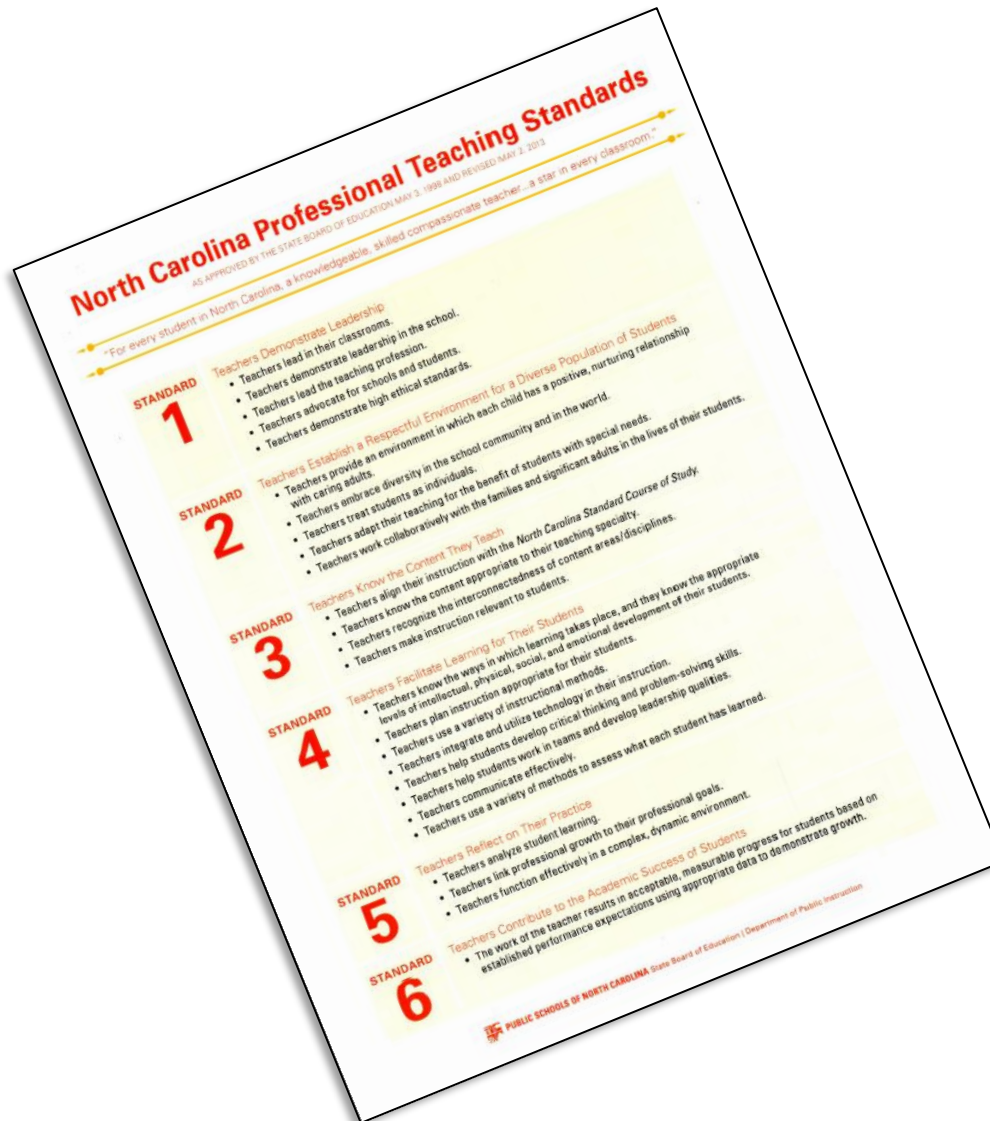 North Carolina Professional Teaching Standards
AS APPROVED BY THE STATE BOARD OF EDUCATION MAY 3, 1998 AND REVISED MAY 2, 2013
"For every student in North Carolina, a knowledgeable, skilled compassionate teacher...a star in every classroom."
STANDARD
1
Teachers Demonstrate Leadership
• Teachers lead in their classrooms.
• Teachers demonstrate leadership in the school.
• Teachers lead the teaching profession.
• Teachers advocate for schools and students.
• Teachers demonstrate high ethical standards.
STANDARD
2
Teachers Establish a Respectful Environment for a Diverse Population of Students
• Teachers provide an environment in which each child has a positive, nurturing relationship
with caring adults.
• Teachers embrace diversity in the school community and in the world.
• Teachers treat students as individuals.
• Teachers adapt their teaching for the benefit of students with special needs.
• Teachers work collaboratively with the families and significant adults in the lives of their students.
STANDARD
3
Teachers Know the Content They Teach
• Teachers align their instruction with the North Carolina Standard Course of Study.
• Teachers know the content appropriate to their teaching specialty.
• Teachers recognize the interconnectedness of content areas/disciplines.
• Teachers make instruction relevant to students.
STANDARD
4
Teachers Facilitate Learning for Their Students
• Teachers know the ways in which learning takes place, and they know the appropriate
levels of intellectual, physical, social, and emotional development of their students.
• Teachers plan instruction appropriate for their students.
• Teachers use a variety of instructional methods.
• Teachers integrate and utilize technology in their instruction.
• Teachers help students develop critical thinking and problem-solving skills.
• Teachers help students work in teams and develop leadership qualities.
• Teachers communicate effectively.
• Teachers use a variety of methods to assess what each student has learned.
STANDARD
5
Teachers Reflect on Their Practice
• Teachers analyze student learning.
• Teachers link professional growth to their professional goals.
• Teachers function effectively in a complex, dynamic environment.
STANDARD
6
Teachers Contribute to the Academic Success of Students
• The work of the teacher results in acceptable, measurable progress for students based on
established performance expectations using appropriate data to demonstrate growth.
PUBLIC SCHOOLS OF NORTH CAROLINA State Board of Education | Department of Public Instruction